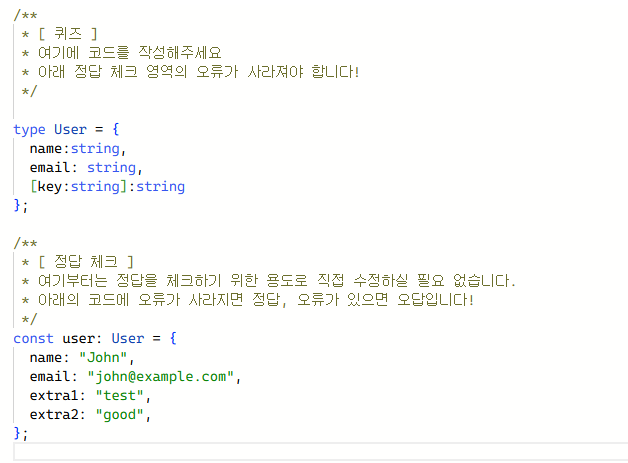 /**
 * [ 퀴즈 ]
 * 여기에 코드를 작성해주세요
 * 아래 정답 체크 영역의 오류가 사라져야 합니다!
 */
type User = {
  name:string,
  email: string,
  [key:string]:string
};
/**
 * [ 정답 체크 ]
 * 여기부터는 정답을 체크하기 위한 용도로 직접 수정하실 필요 없습니다.
 * 아래의 코드에 오류가 사라지면 정답, 오류가 있으면 오답입니다!
 */
const user: User = {
  name: "John",
  email: "john@example.com",
  extra1: "test",
  extra2: "good",
};